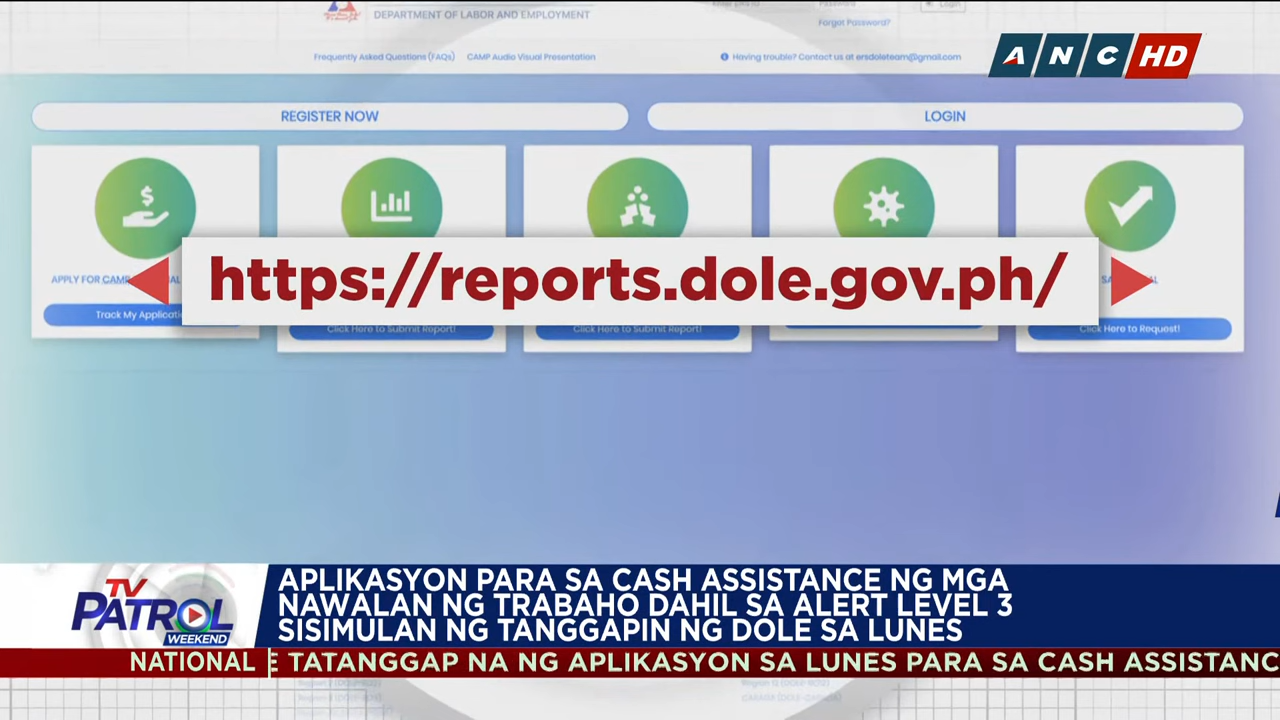 DEPARTMENT OF LABOR AND EMPLOYMENT
Login
Forgot Password?
Frequently Asked Questions (FAQs) CAMP Audio Visual Presentation
Having trouble? Contact us at ersdoleteam@gmail.com
ANC HD
REGISTER NOW
LOGIN
APPLY FOR
https://reports.dole.gov.ph/
Track My
Click Here to Submit Report!
Click Here to Submit Report!
Click Here to Request!
TV PATROL WEEKEND
APLIKASYON PARA SA CASH ASSISTANCE NG MGA
NAWALAN NG TRABAHO DAHIL SA ALERT LEVEL 3
SISIMULAN NG TANGGAPIN NG DOLE SA LUNES
NATIONAL E TATANGGAP NA NG APLIKASYON SA LUNES PARA SA CASH ASSISTANC